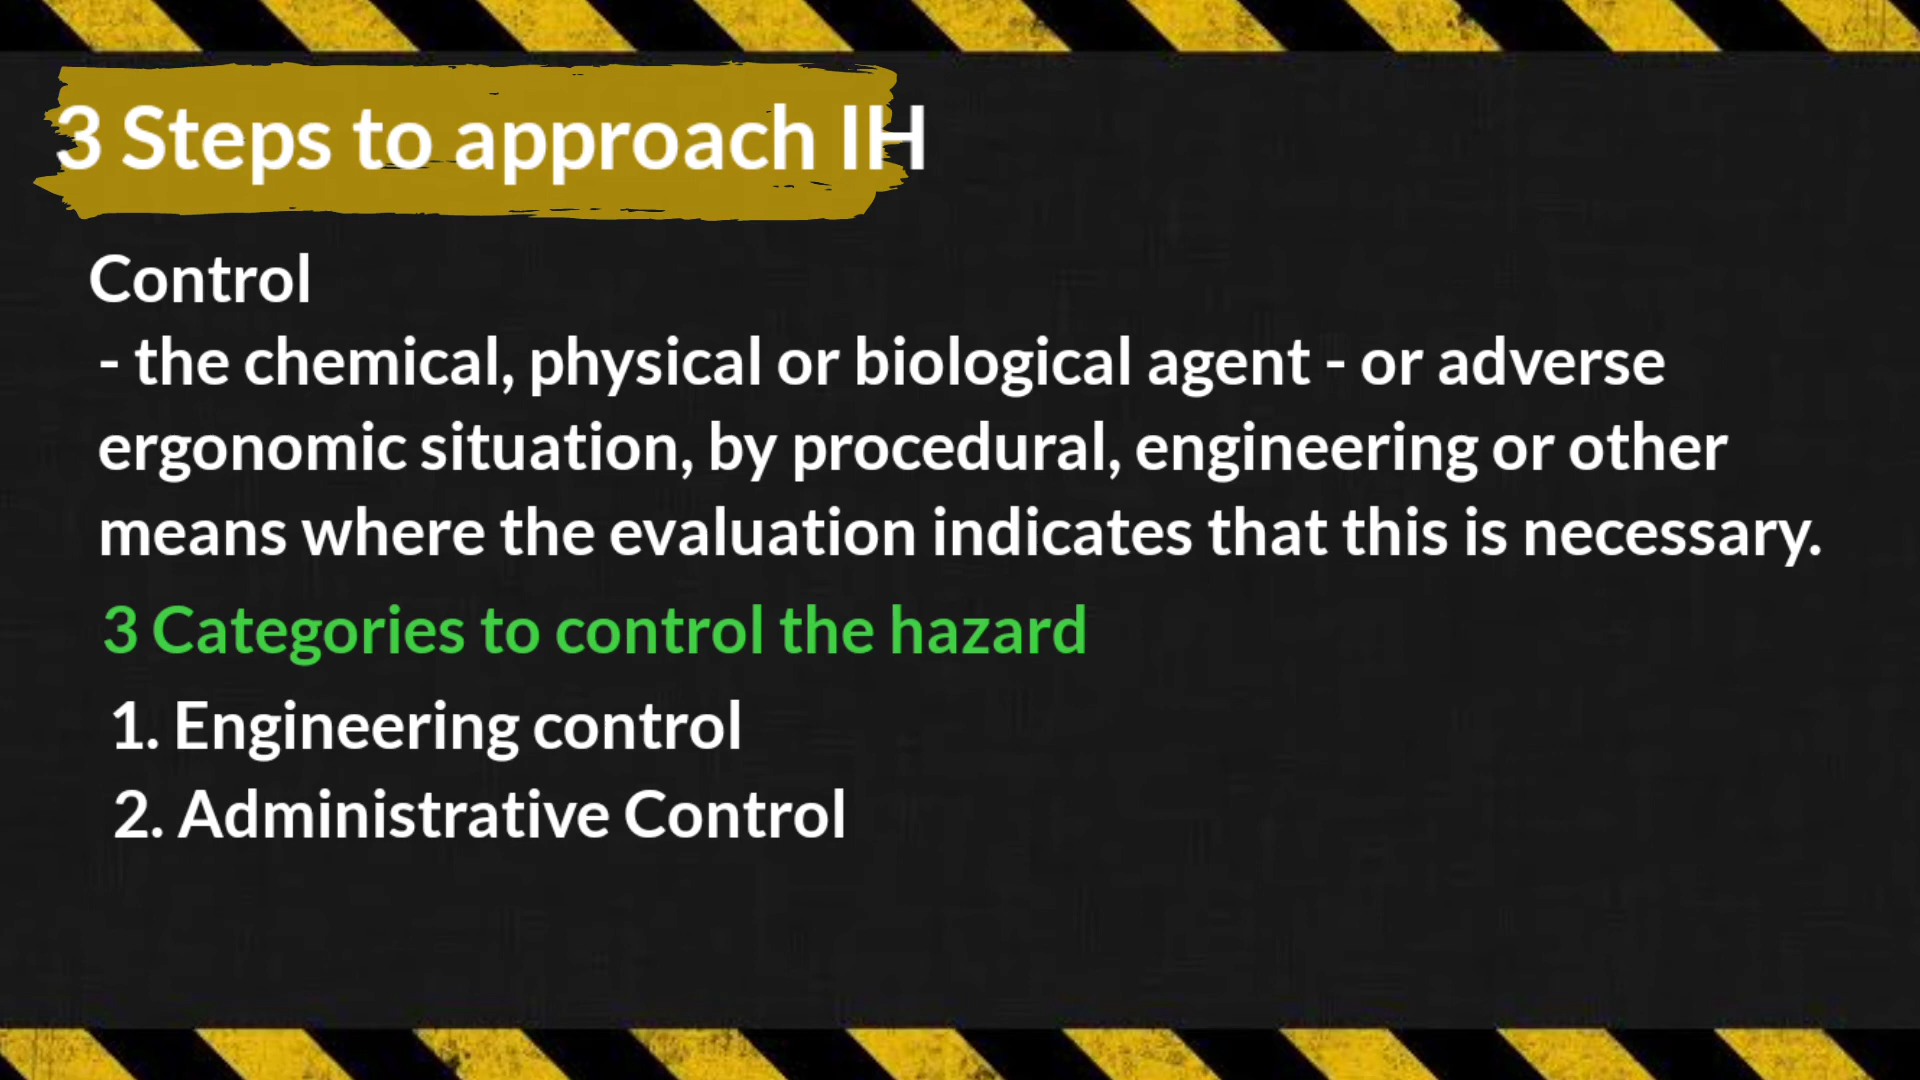 3 Steps to approach IH
Control
- the chemical, physical or biological agent - or adverse
ergonomic situation, by procedural, engineering or other
means where the evaluation indicates that this is necessary.
3 Categories to control the hazard
1. Engineering control
2. Administrative Control